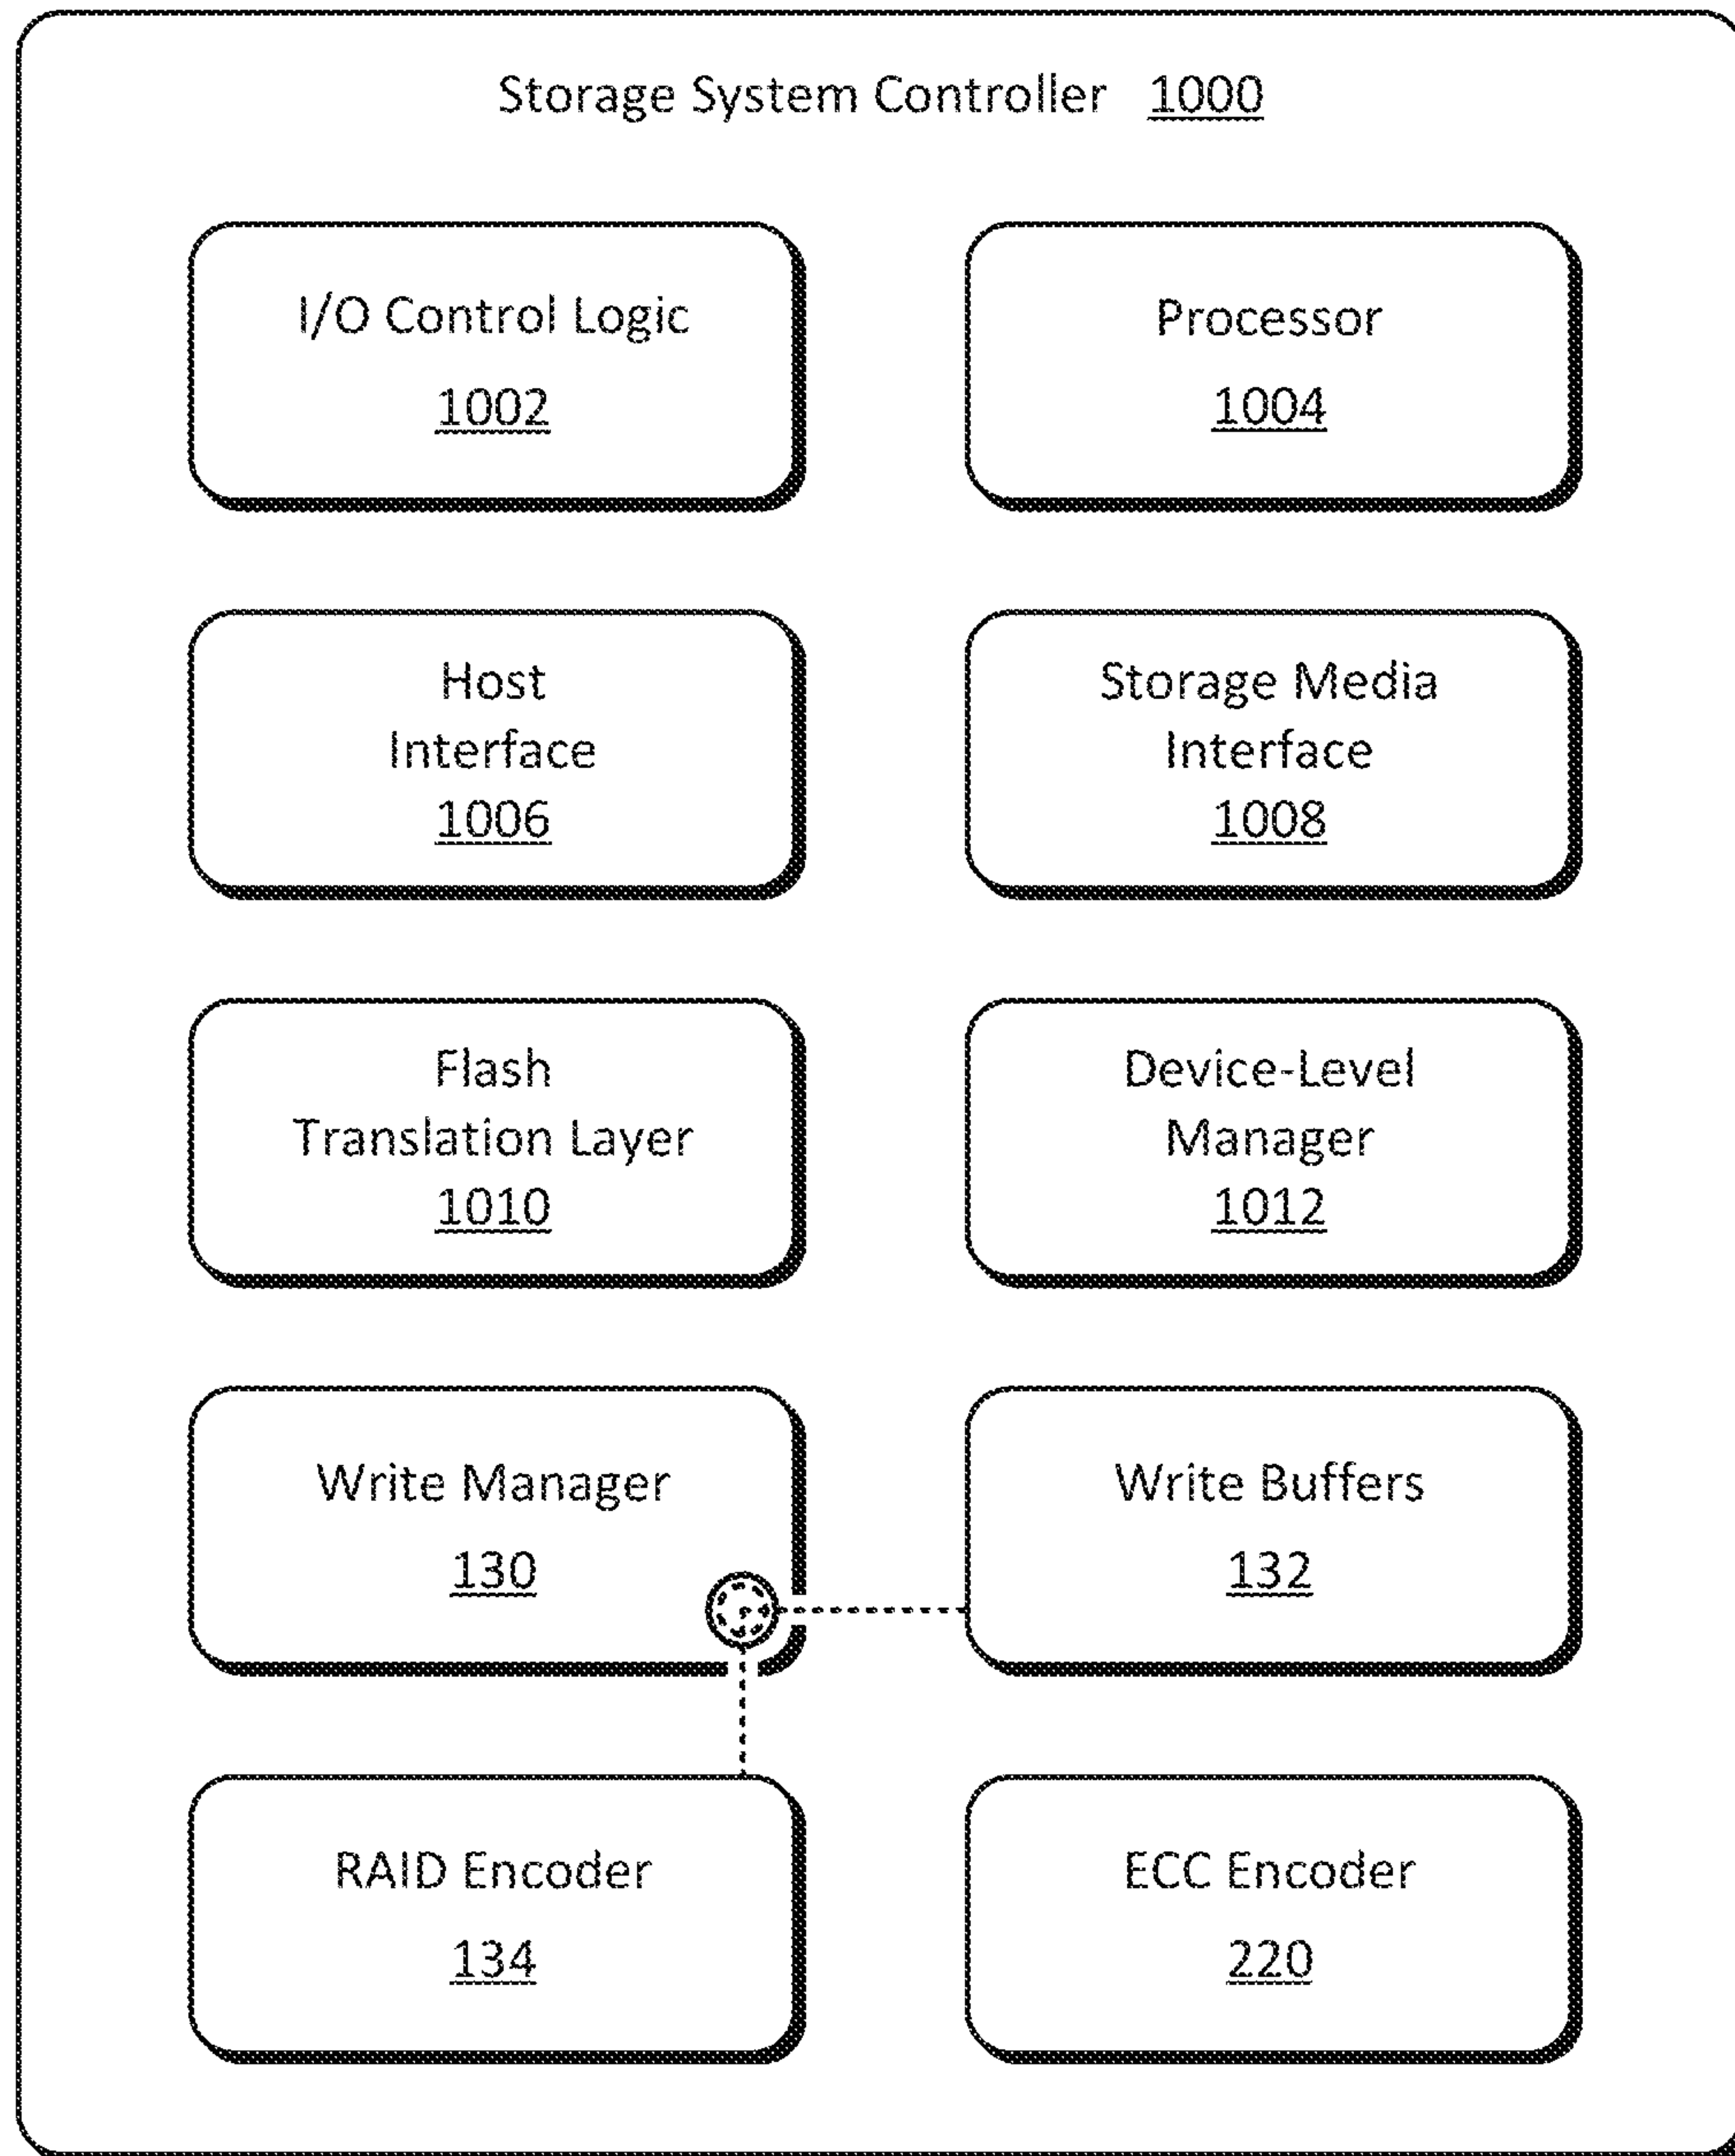 Storage System Controller 1000
I/O Control Logic
1002
Processor
1004
Host
Interface
1006
Storage Media
Interface
1008
Flash
Translation Layer
1010
Device-Level
Manager
1012
Write Manager
130
Write Buffers
132
RAID Encoder
134
ECC Encoder
220